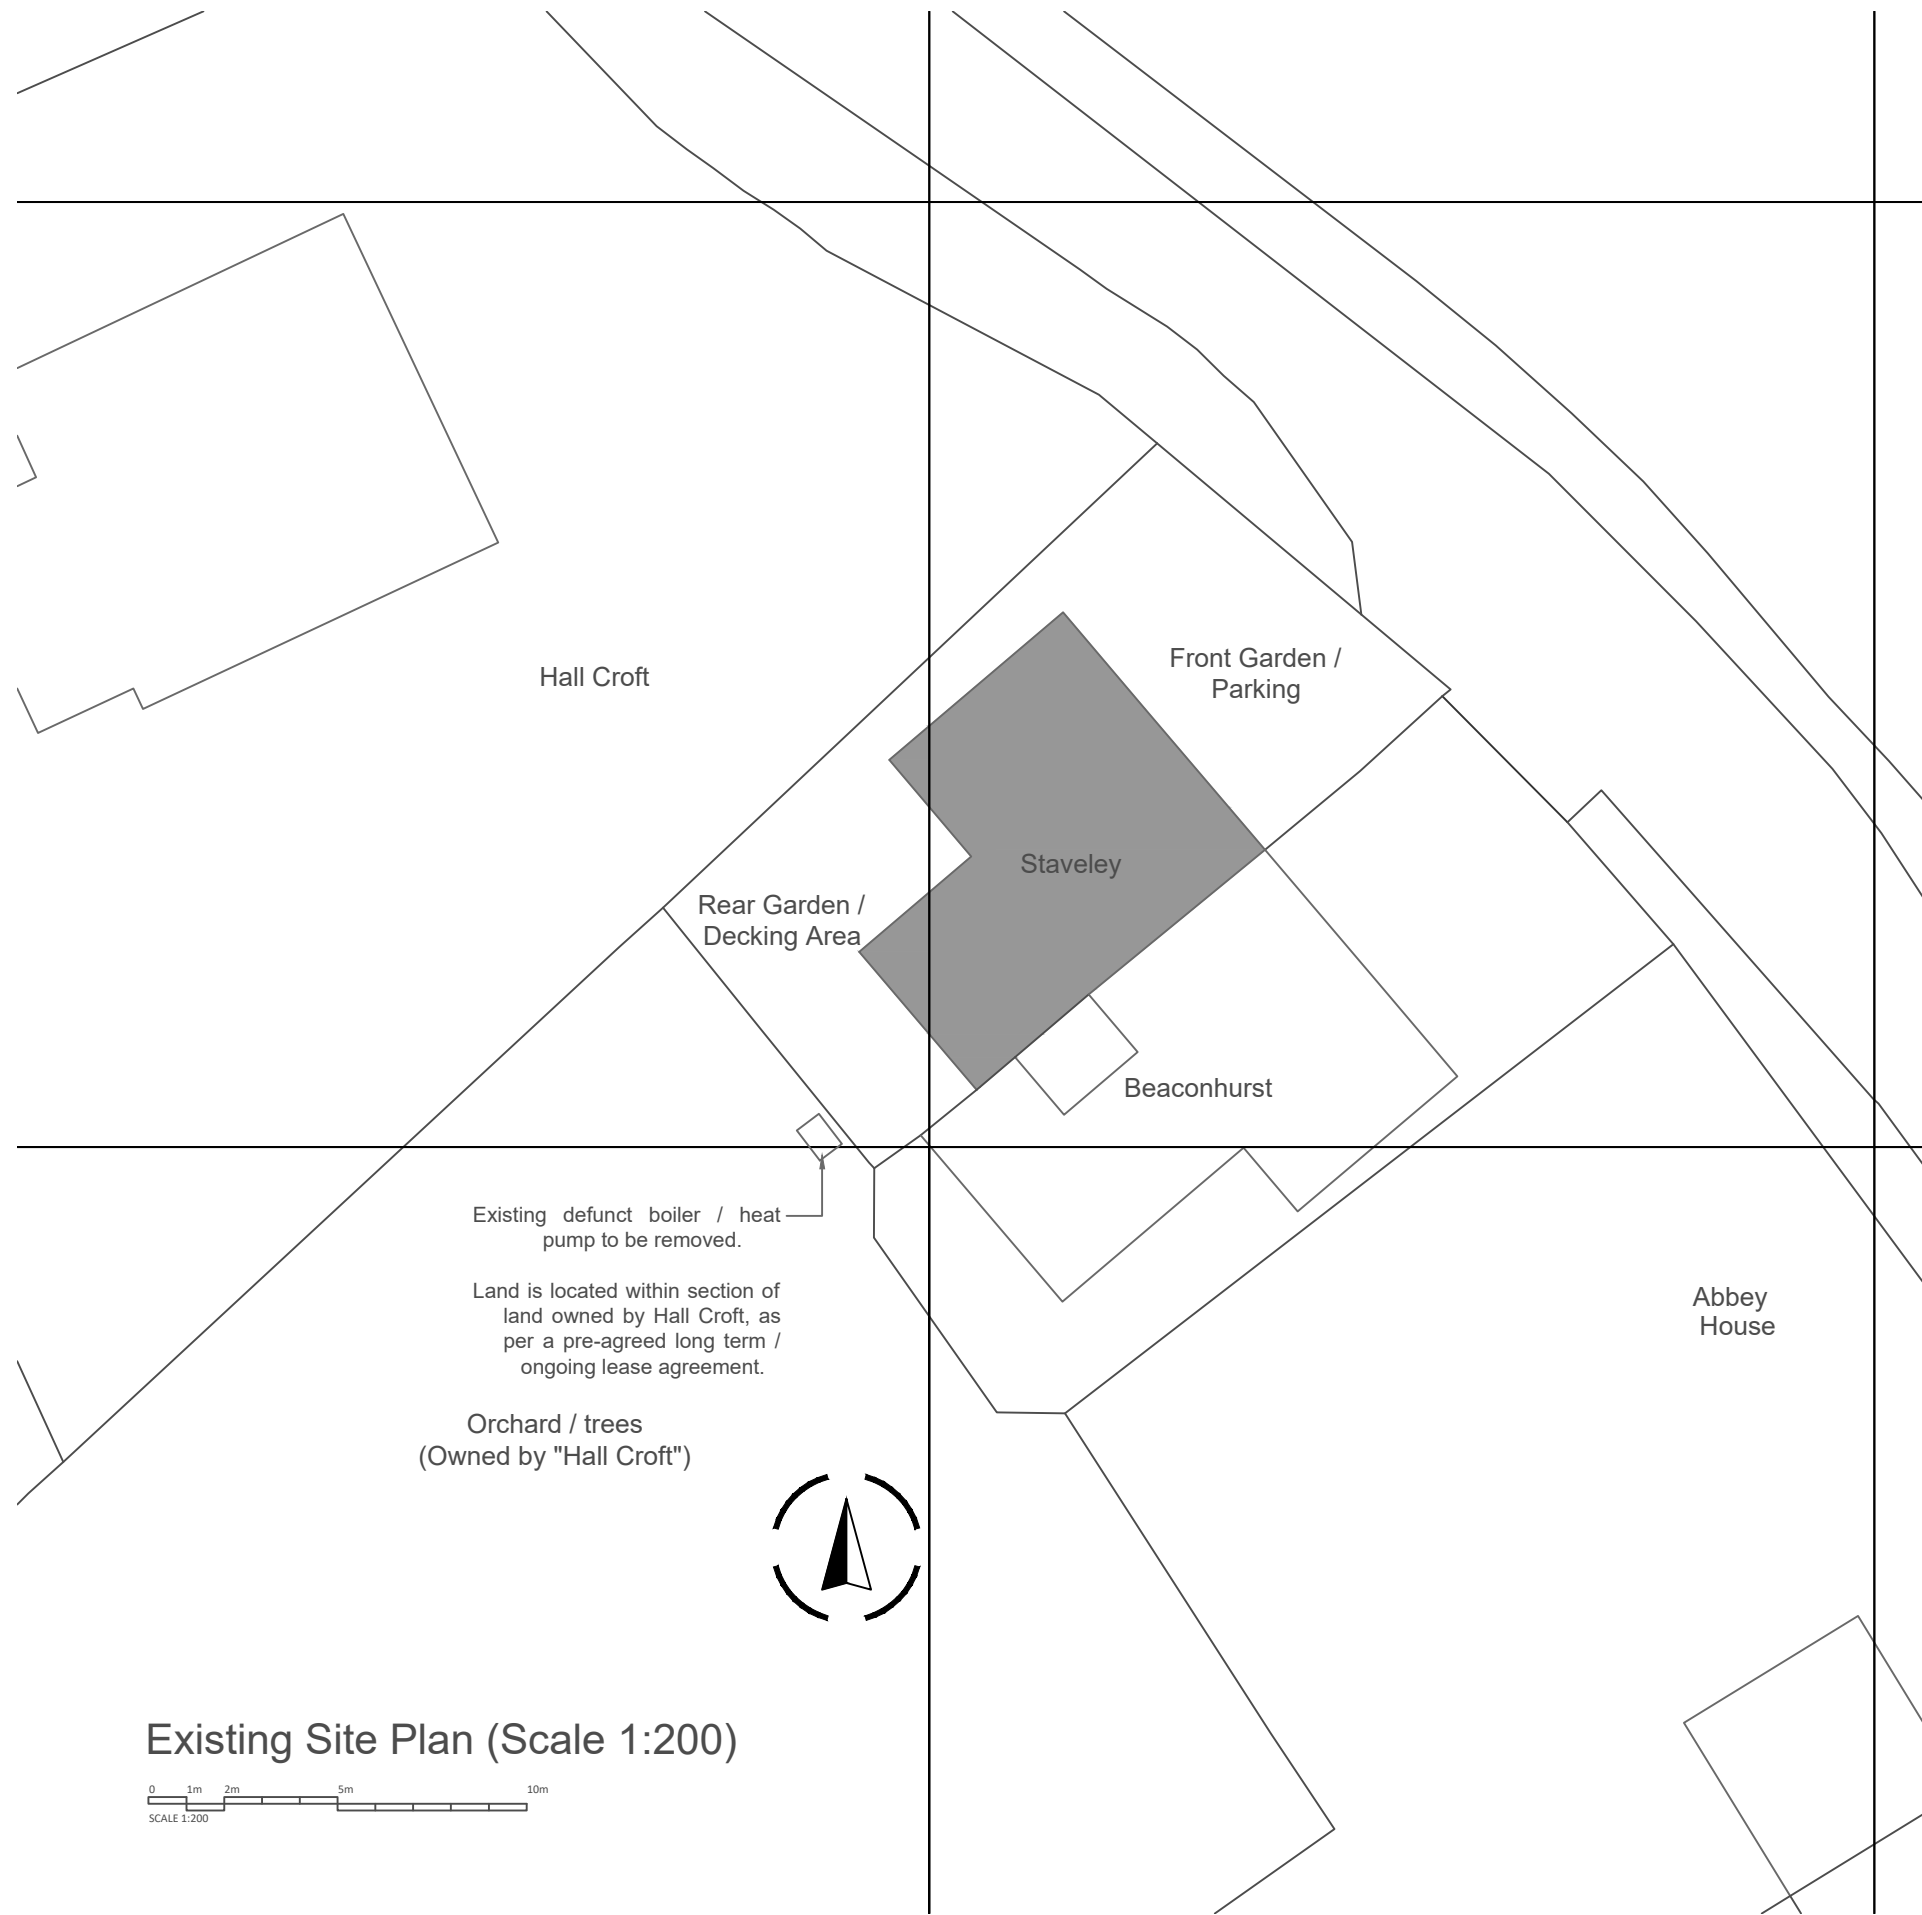 Hall Croft
Front Garden /
Parking
Staveley
Rear Garden /
Decking Area
Beaconhurst
Existing defunct boiler / heat
pump to be removed.
Land is located within section of
land owned by Hall Croft, as
per a pre-agreed long term /
ongoing lease agreement.
Abbey
House
Orchard / trees
(Owned by "Hall Croft")
Existing Site Plan (Scale 1:200)
0 1m 2m 5m 10m
SCALE 1:200